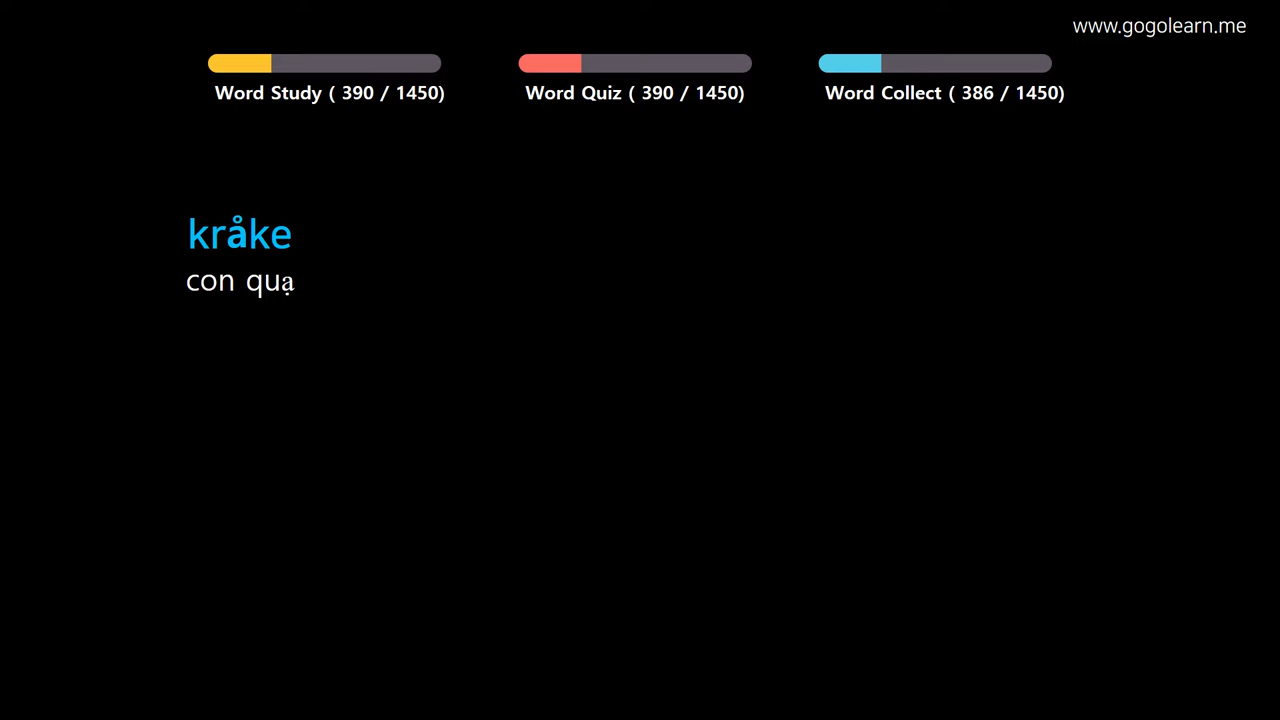 www.gogolearn.me
Word Study ( 390 / 1450)
Word Quiz ( 390 / 1450)
Word Collect ( 386 / 1450)
kråke
con quạ